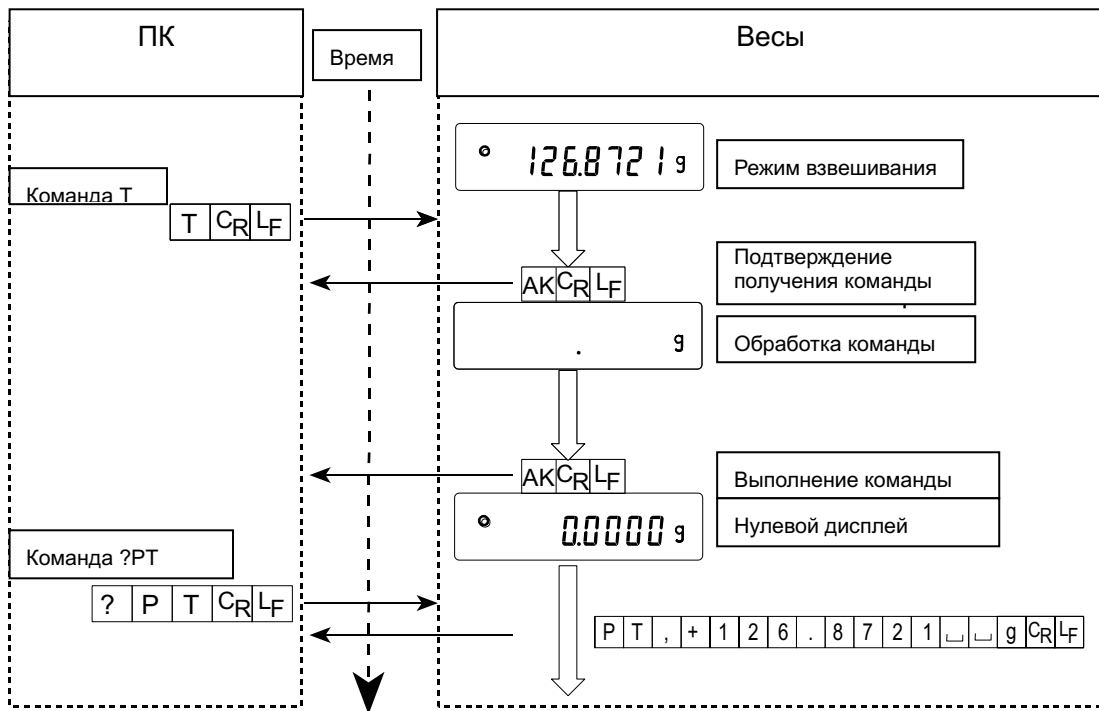 ПК
Время
Весы
126.8721 g
Режим взвешивания
Команда T
T CR LF
Подтверждение
получения команды
AK CR LF
. g
Обработка команды
AK CR LF
Выполнение команды
0.0000 g
Нулевой дисплей
Команда ?PT
? P T CR LF
P T , + 1 2 6 . 8 7 2 1 ␣ ␣ g CR LF